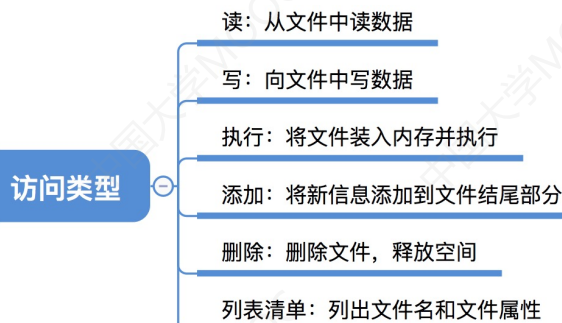 读：从文件中读数据
写：向文件中写数据
执行：将文件装入内存并执行
访问类型
添加：将新信息添加到文件结尾部分
删除：删除文件，释放空间
列表清单：列出文件名和文件属性